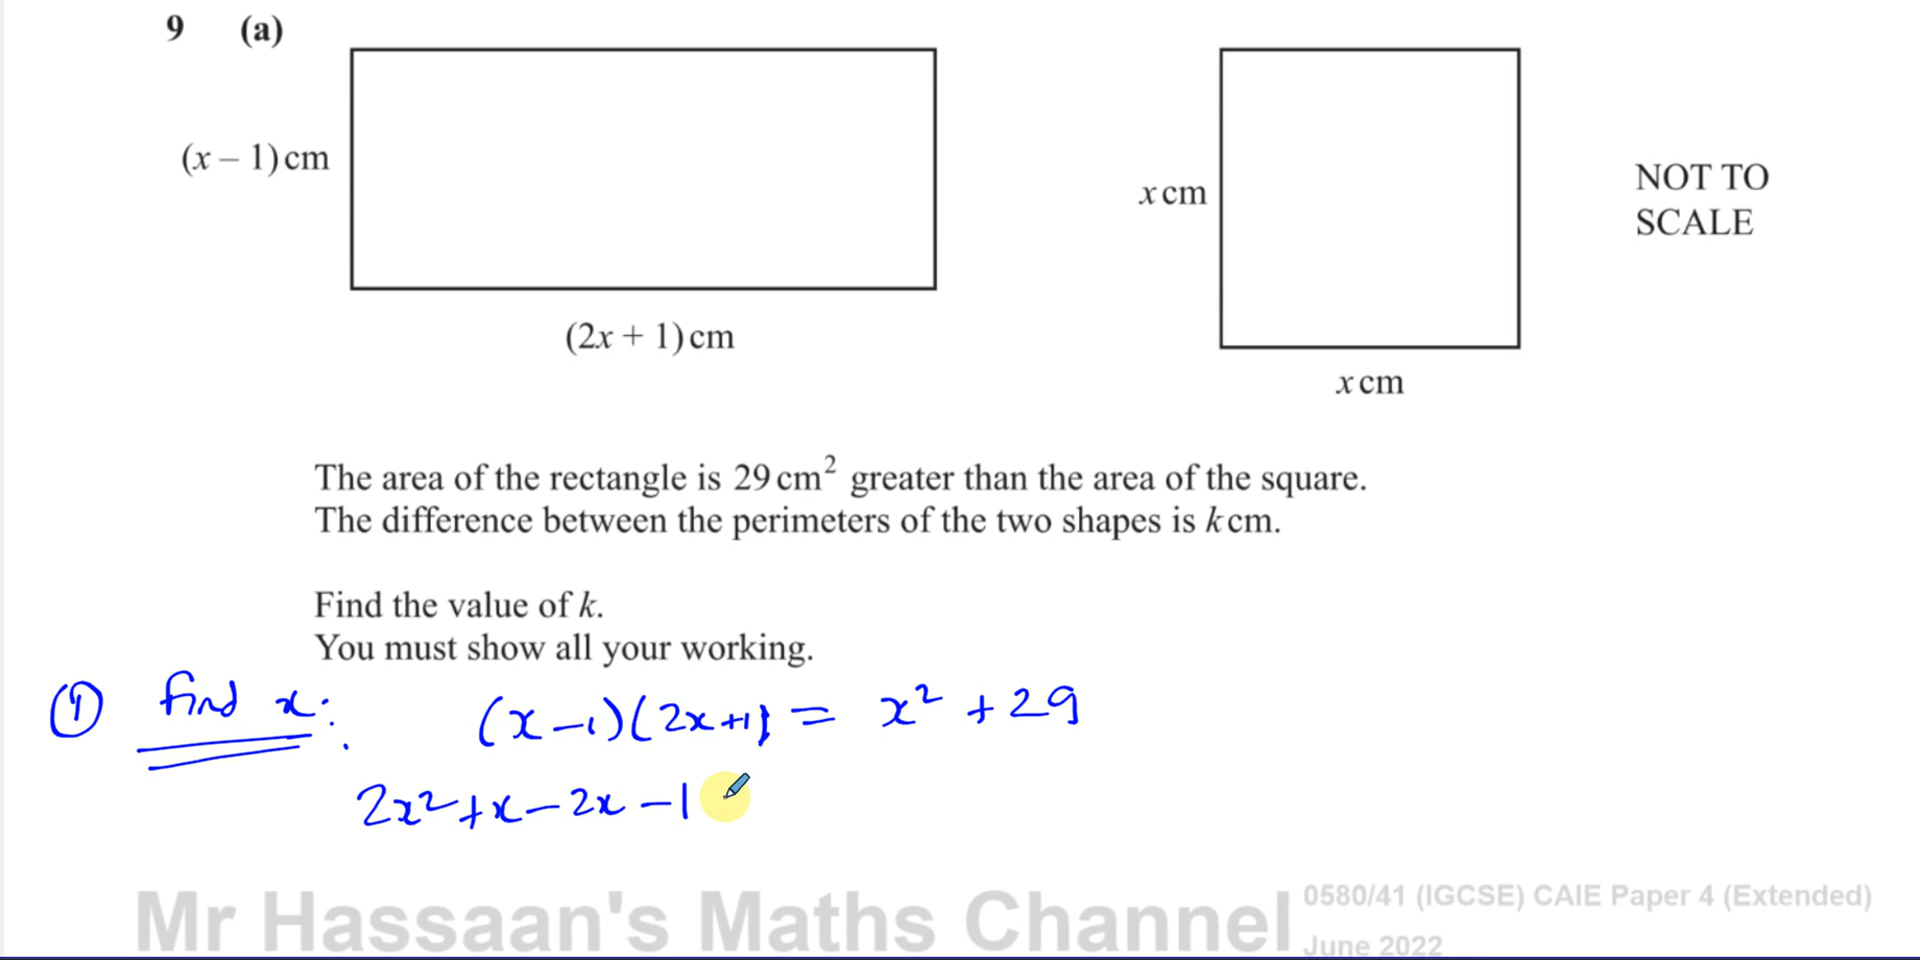 9 (a)
(x – 1) cm
(2x + 1) cm
x cm
x cm
NOT TO
SCALE
The area of the rectangle is 29 cm² greater than the area of the square.
The difference between the perimeters of the two shapes is k cm.
Find the value of k.
You must show all your working.
① find x: (x-1)(2x+1) = x² + 29
2x² + x - 2x - 1
Mr Hassaan's Maths Channel
0580/41 (IGCSE) CAIE Paper 4 (Extended)
June 2022